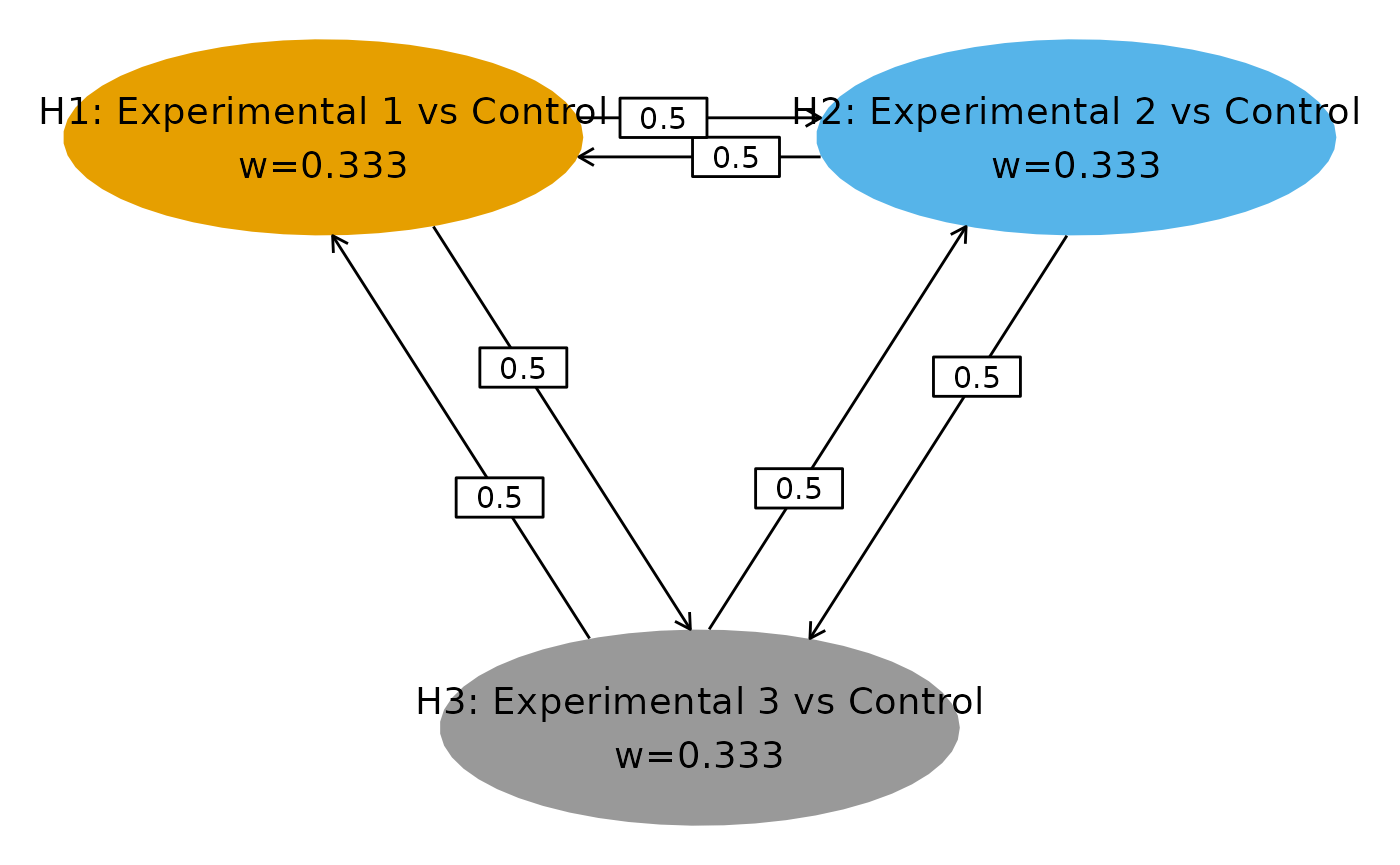 H1: Experimental 1 vs Control
w=0.333
0.5
0.5
H2: Experimental 2 vs Control
w=0.333
0.5
0.5
0.5
0.5
H3: Experimental 3 vs Control
w=0.333